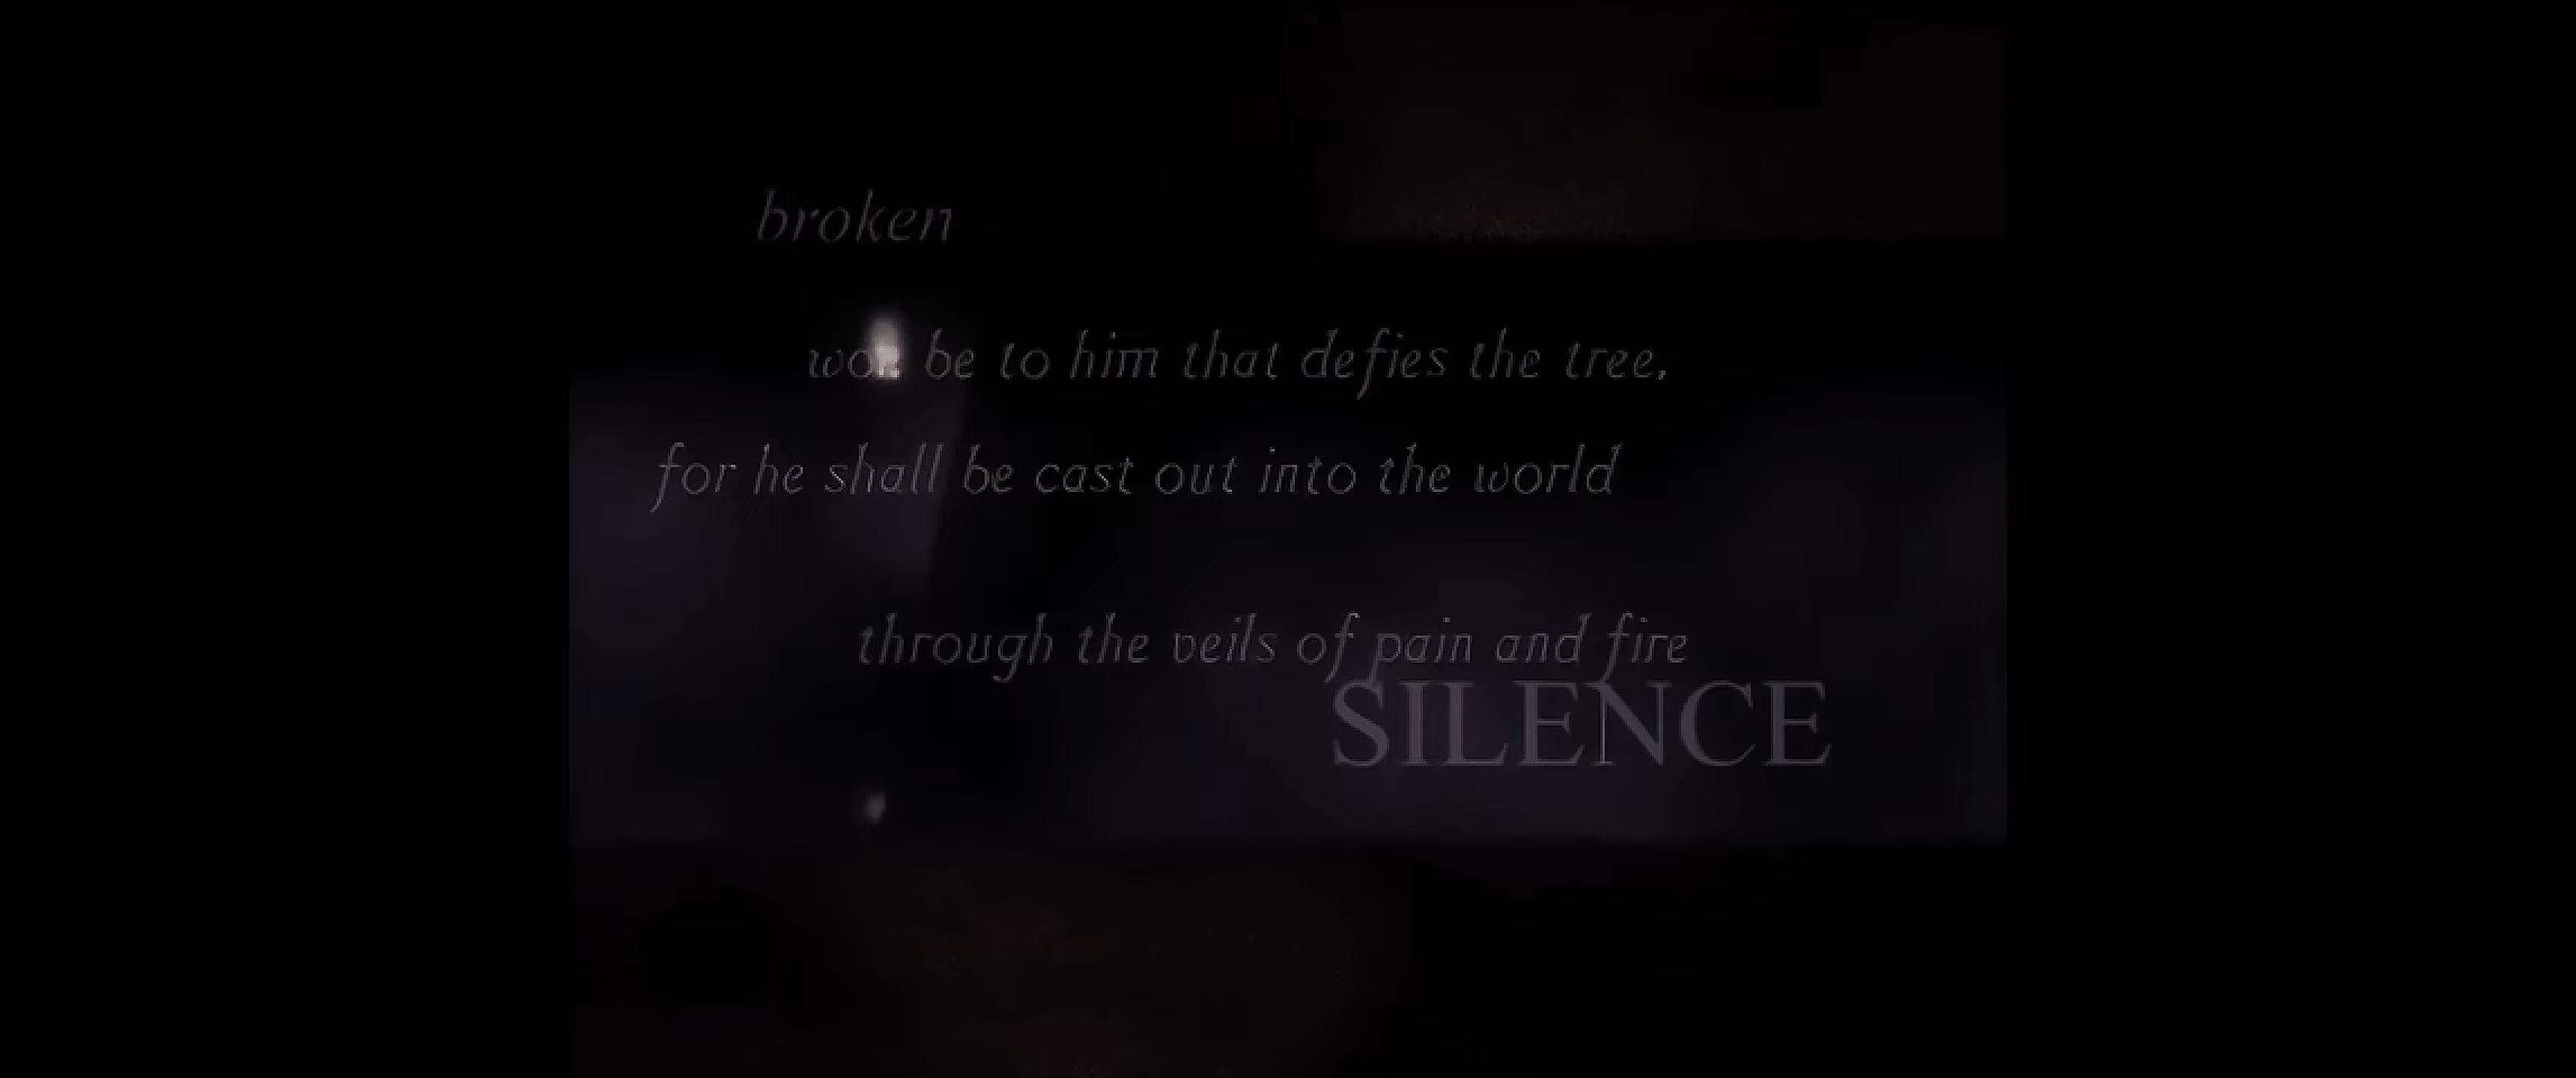 broken
be to him that defies the tree,
for he shall be cast out into the world
through the veils of pain and fire
SILENCE